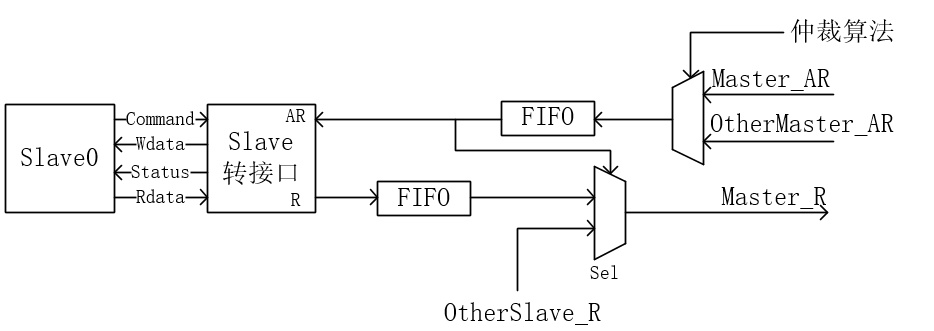 仲裁算法
Master_AR
OtherMaster_AR
FIFO
AR
Command
Wdata
Status
Rdata
Slave0
Slave
转接口
R
FIFO
Master_R
Sel
OtherSlave_R